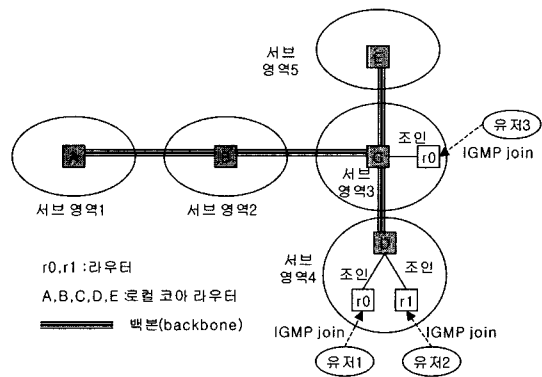 서브
영역5
E
유저3
조인
A
B
C
r0
IGMP join
서브
영역3
서브 영역1
서브 영역2
D
서브
영역4
조인
조인
r0
r1
r0,r1 :라우터
A,B,C,D,E :로컬 코아 라우터
백본(backbone)
IGMP join
IGMP join
유저1
유저2